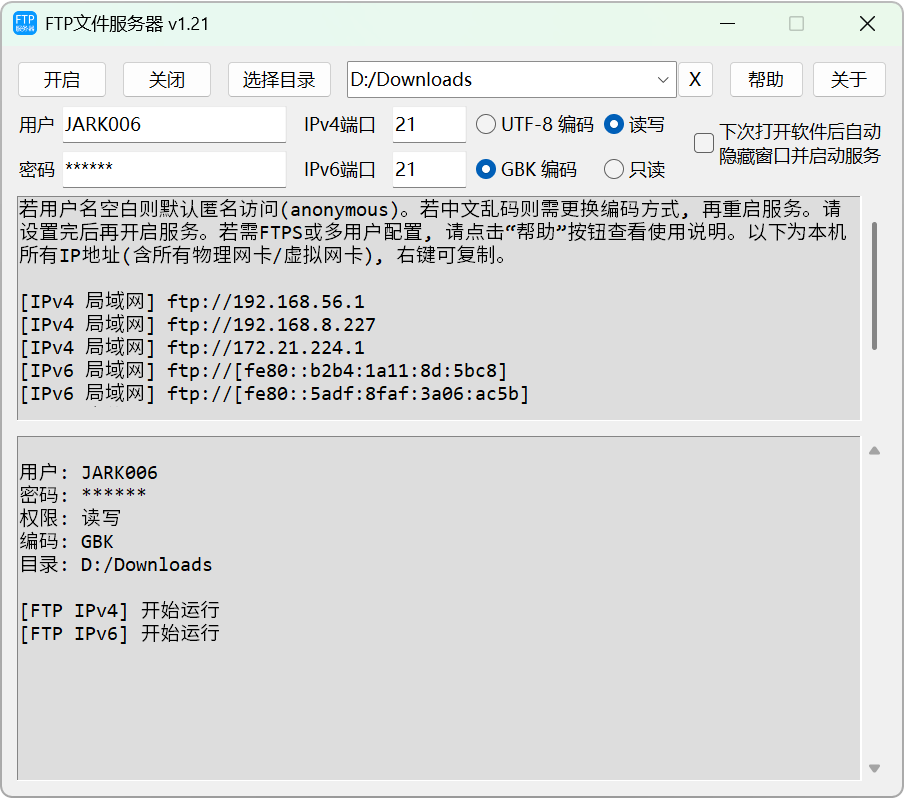 FTP
服务器
FTP文件服务器 v1.21
开启 关闭 选择目录 D:/Downloads X 帮助 关于
用户 JARK006 IPv4端口 21 UTF-8 编码 读写
下次打开软件后自动
隐藏窗口并启动服务
密码 ****** IPv6端口 21 GBK 编码 只读
若用户名空白则默认匿名访问(anonymous)。若中文乱码则需更换编码方式, 再重启服务。请
设置完后再开启服务。若需FTPS或多用户配置, 请点击“帮助”按钮查看使用说明。以下为本机
所有IP地址(含所有物理网卡/虚拟网卡), 右键可复制。
[IPv4 局域网] ftp://192.168.56.1
[IPv4 局域网] ftp://192.168.8.227
[IPv4 局域网] ftp://172.21.224.1
[IPv6 局域网] ftp://[fe80::b2b4:1a11:8d:5bc8]
[IPv6 局域网] ftp://[fe80::5adf:8faf:3a06:ac5b]
用户: JARK006
密码: ******
权限: 读写
编码: GBK
目录: D:/Downloads
[FTP IPv4] 开始运行
[FTP IPv6] 开始运行